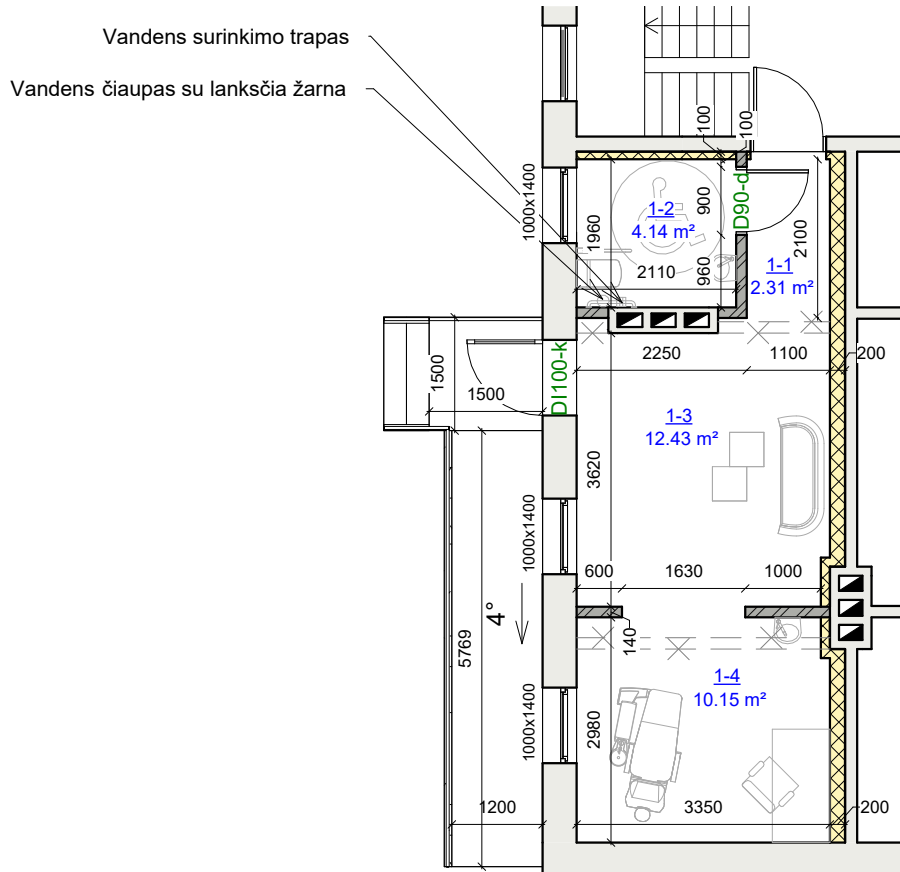 Vandens surinkimo trapas
Vandens čiaupas su lanksčia žarna
100
100
1000x1400
1960
1-2
4.14 m²
900
D90-d
2100
2110
960
1-1
2.31 m²
2250
1100
200
1500
1500
DI100-k
1-3
12.43 m²
3620
1000x1400
600
1630
1000
4°
5769
140
1-4
10.15 m²
1000x1400
2980
1200
3350
200